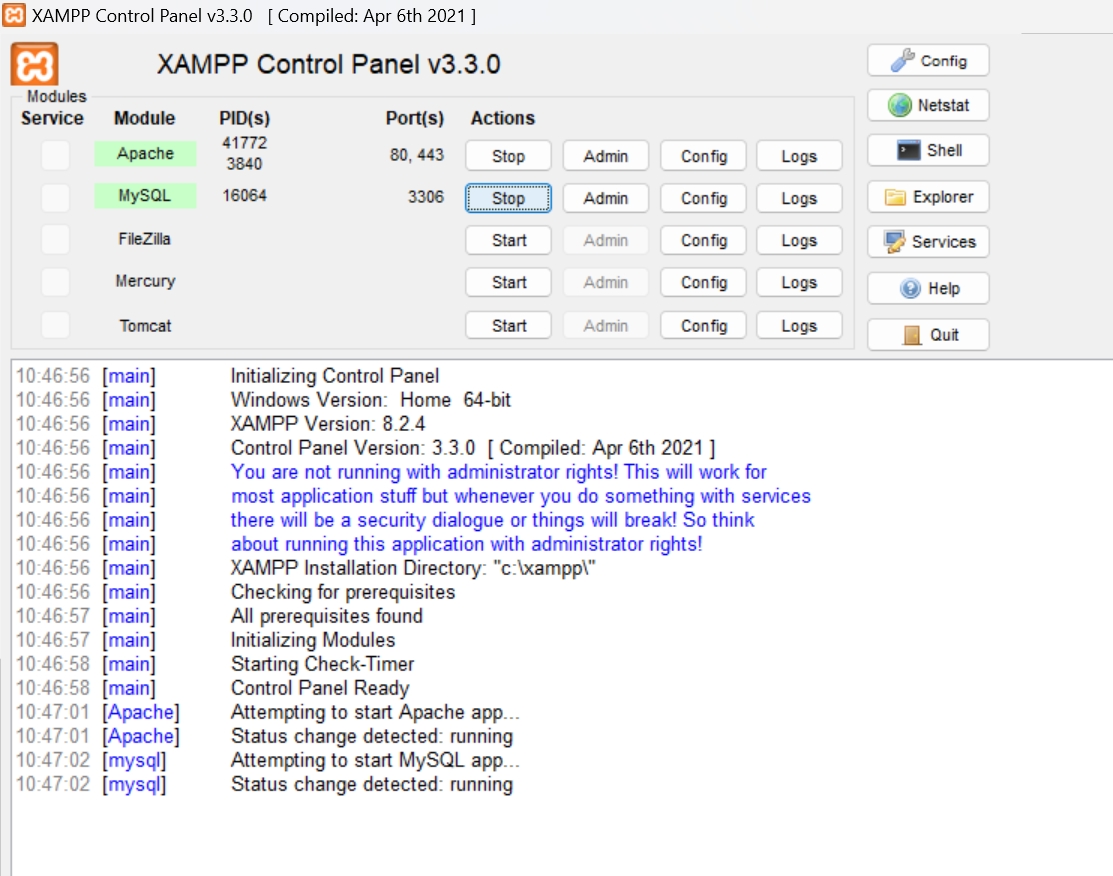 XAMPP Control Panel v3.3.0 [ Compiled: Apr 6th 2021 ]
XAMPP Control Panel v3.3.0
Config
Modules
Service Module PID(s) Port(s) Actions
Netstat
Apache 41772 3840 80, 443 Stop Admin Config Logs
Shell
MySQL 16064 3306 Stop Admin Config Logs
Explorer
FileZilla Start Admin Config Logs
Services
Mercury Start Admin Config Logs
Help
Tomcat Start Admin Config Logs
Quit
10:46:56 [main] Initializing Control Panel
10:46:56 [main] Windows Version: Home 64-bit
10:46:56 [main] XAMPP Version: 8.2.4
10:46:56 [main] Control Panel Version: 3.3.0 [ Compiled: Apr 6th 2021 ]
10:46:56 [main] You are not running with administrator rights! This will work for
10:46:56 [main] most application stuff but whenever you do something with services
10:46:56 [main] there will be a security dialogue or things will break! So think
10:46:56 [main] about running this application with administrator rights!
10:46:56 [main] XAMPP Installation Directory: "c:\xampp\"
10:46:56 [main] Checking for prerequisites
10:46:57 [main] All prerequisites found
10:46:57 [main] Initializing Modules
10:46:58 [main] Starting Check-Timer
10:46:58 [main] Control Panel Ready
10:47:01 [Apache] Attempting to start Apache app...
10:47:01 [Apache] Status change detected: running
10:47:02 [mysql] Attempting to start MySQL app...
10:47:02 [mysql] Status change detected: running